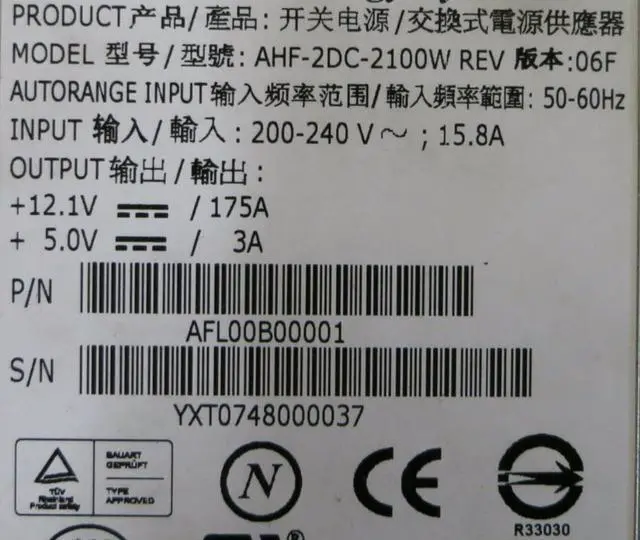 PRODUCT产品/產品: 开关电源/交換式電源供應器
MODEL 型号/型號: AHF-2DC-2100W REV 版本:06F
AUTORANGE INPUT输入频率范围/輸入頻率範圍: 50-60Hz
INPUT 输入/輸入: 200-240 V～ ; 15.8A
OUTPUT输出/輸出:
+12.1V ⎓ / 175A
+ 5.0V ⎓ / 3A
P/N
AFL00B00001
S/N
YXT0748000037
TÜV
Rheinland
Product safety
BAUART
GEPRÜFT
TYPE
APPROVED
N
CE
R33030